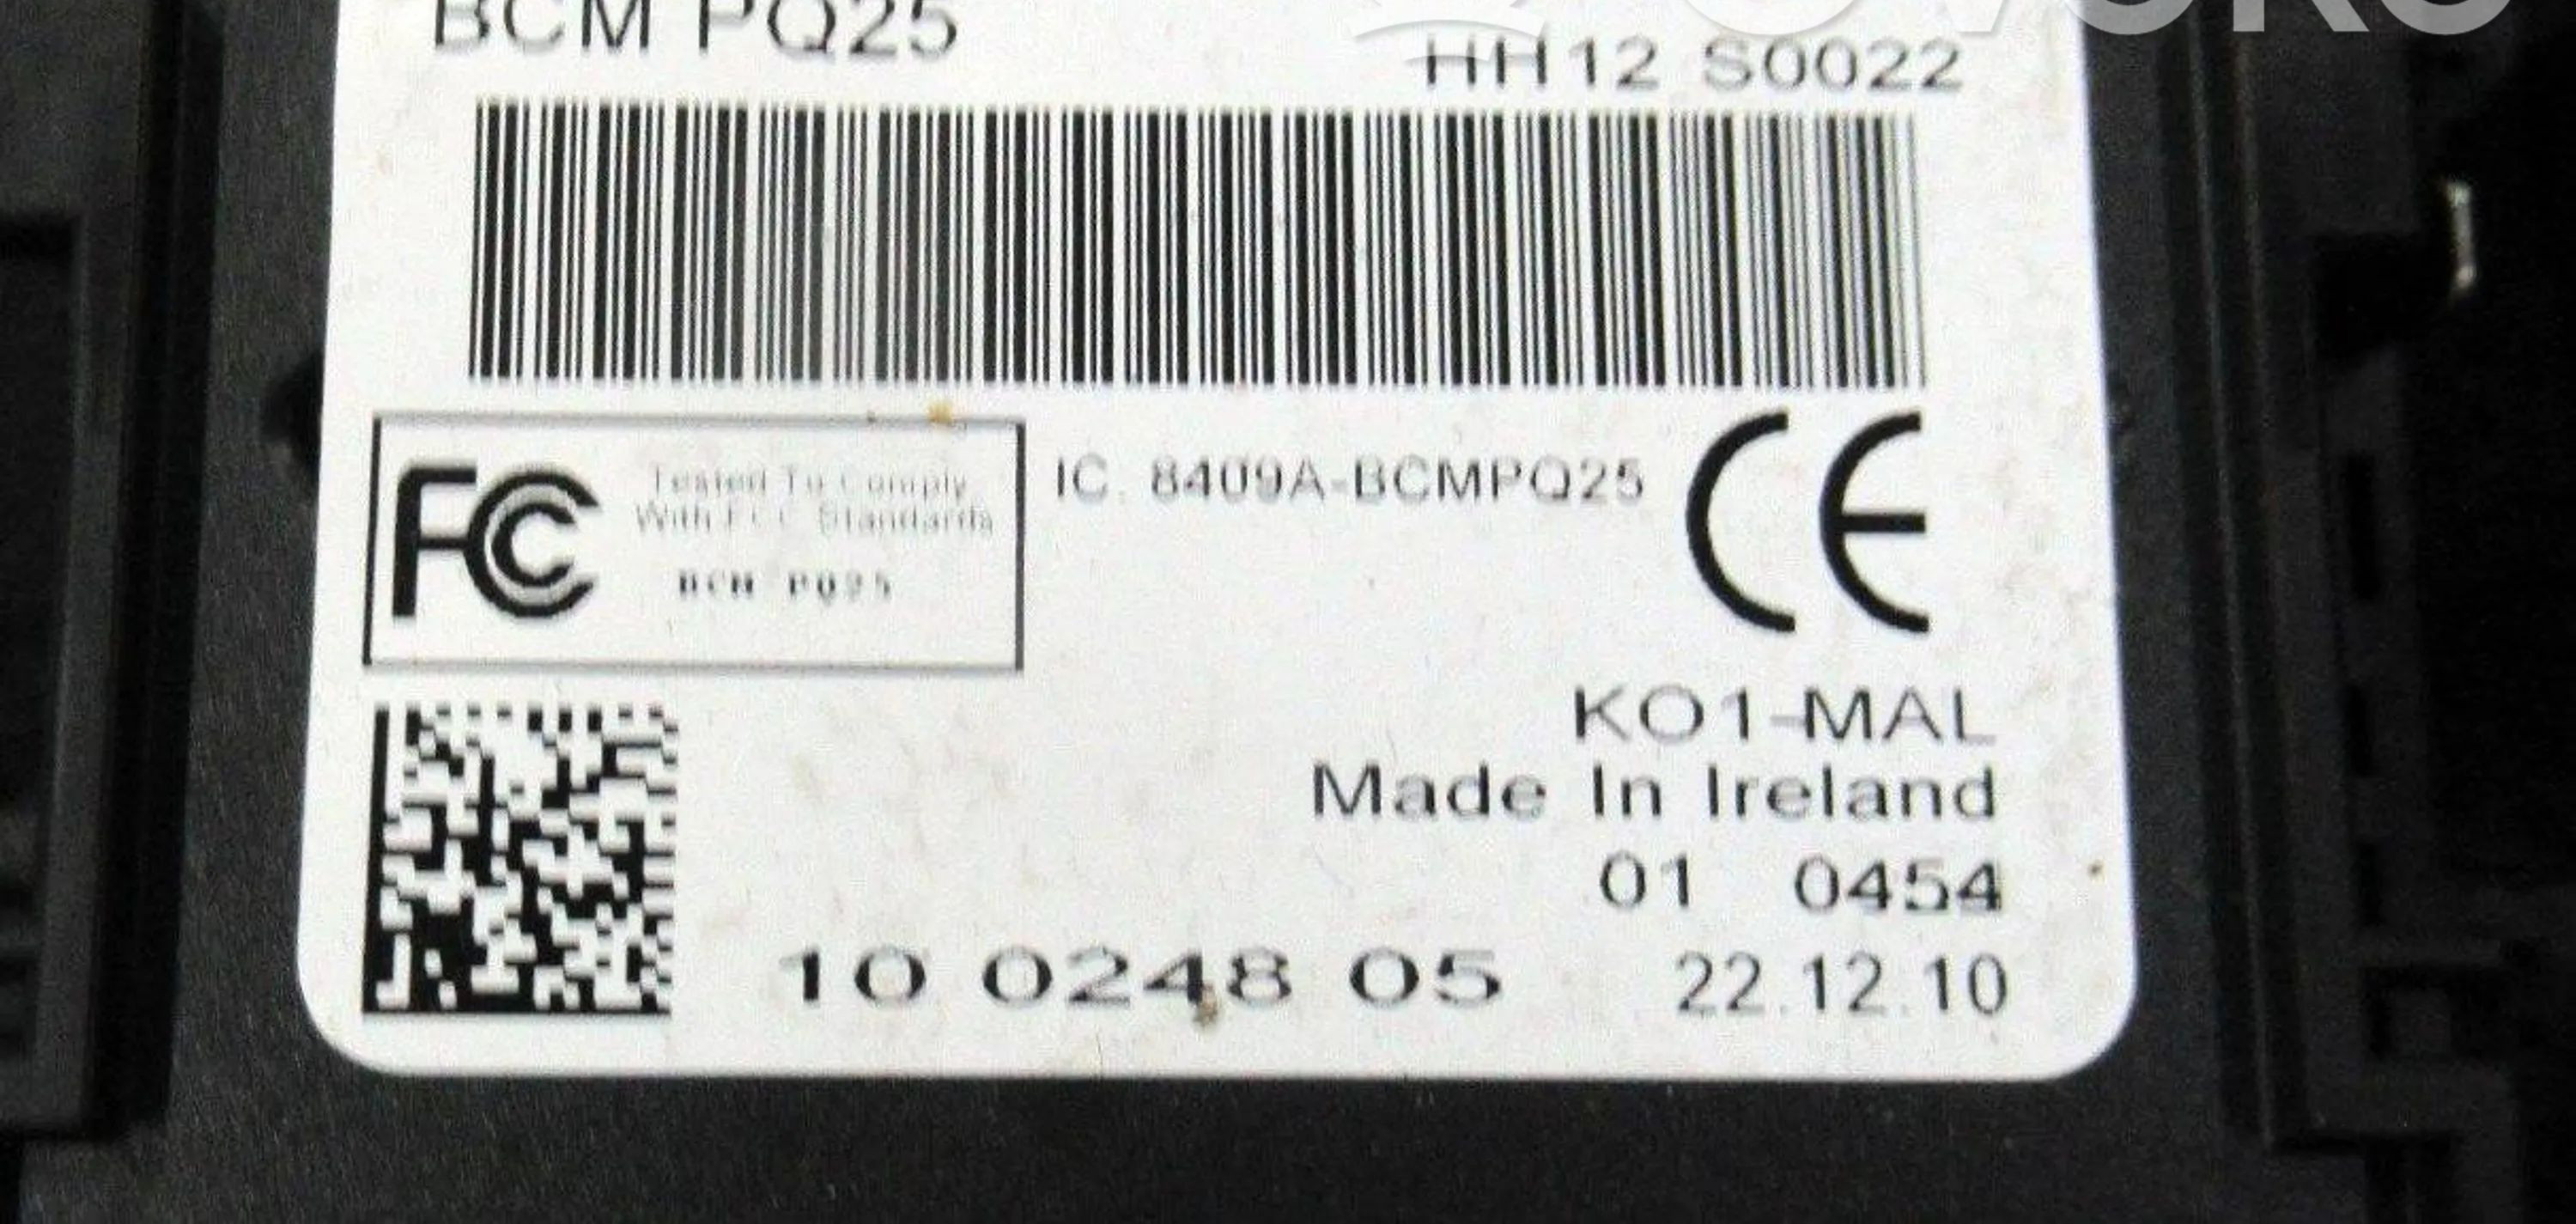 BCM PQ25
HH12 S0022
FC
Tested To Comply
With FCC Standards
BCM PQ25
IC. 8409A-BCMPQ25
CE
KO1-MAL
Made In Ireland
01 0454
10 0248 05
22.12.10